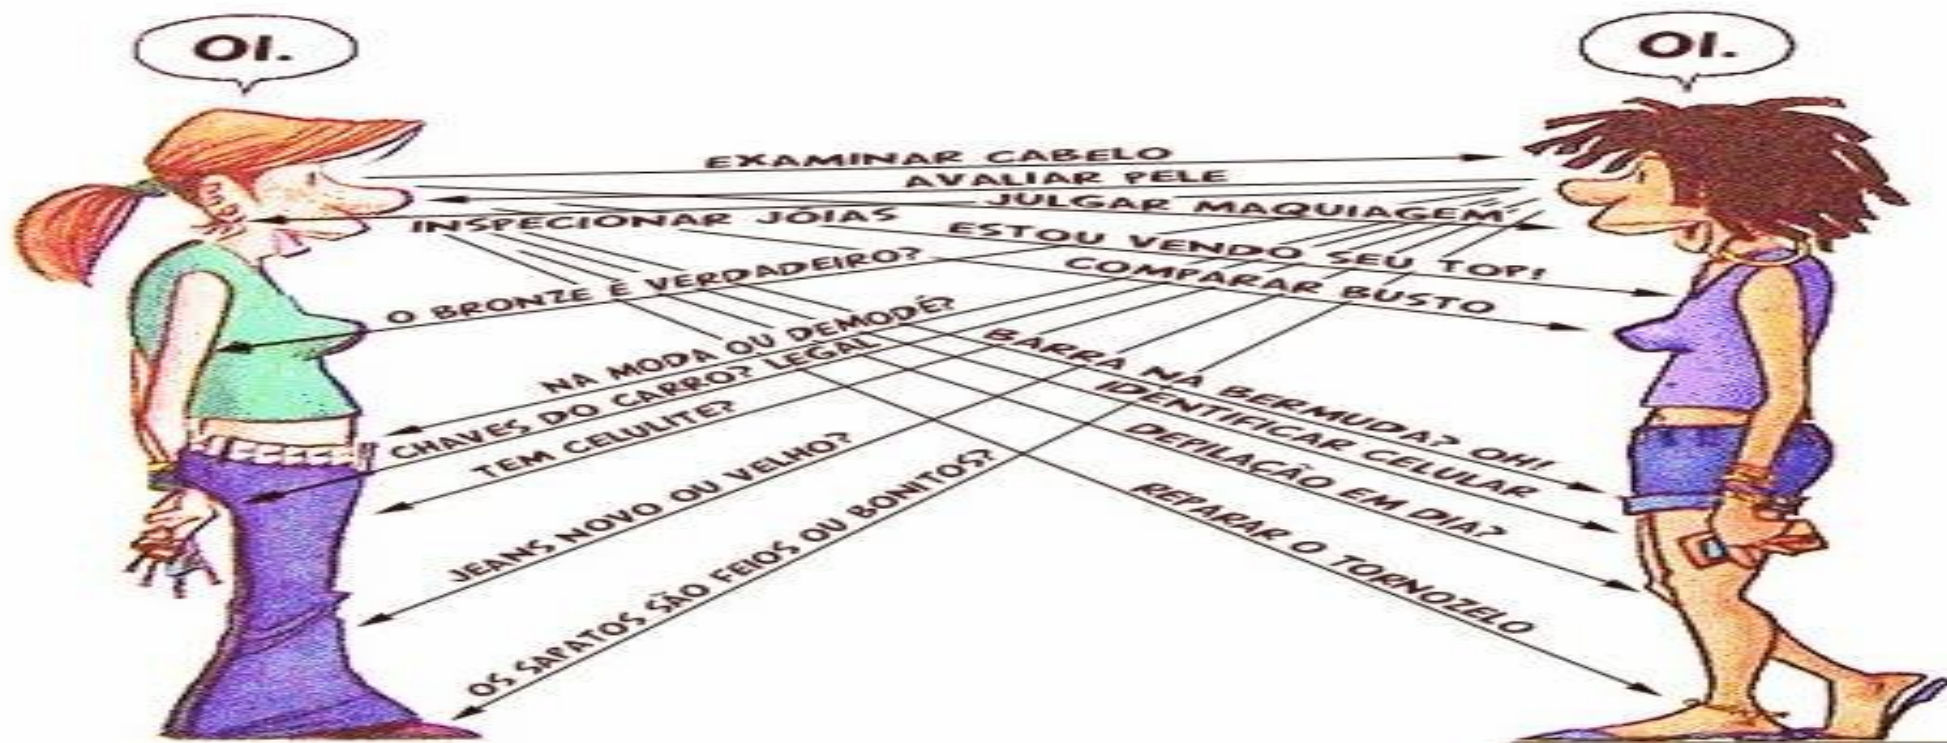 OI.
OI.
EXAMINAR CABELO
AVALIAR PELE
JULGAR MAQUIAGEM
INSPECIONAR JÓIAS
ESTOU VENDO SEU TOP!
O BRONZE É VERDADEIRO?
COMPARAR BUSTO
NA MODA OU DEMODÉ?
CHAVES DO CARRO? LEGAL
TEM CELULITE?
JEANS NOVO OU VELHO?
OS SAPATOS SÃO FEIOS OU BONITOS?
BARRA NA BERMUDA? OH!
IDENTIFICAR CELULAR
DEPILAÇÃO EM DIA?
REPARAR O TORNOZELO